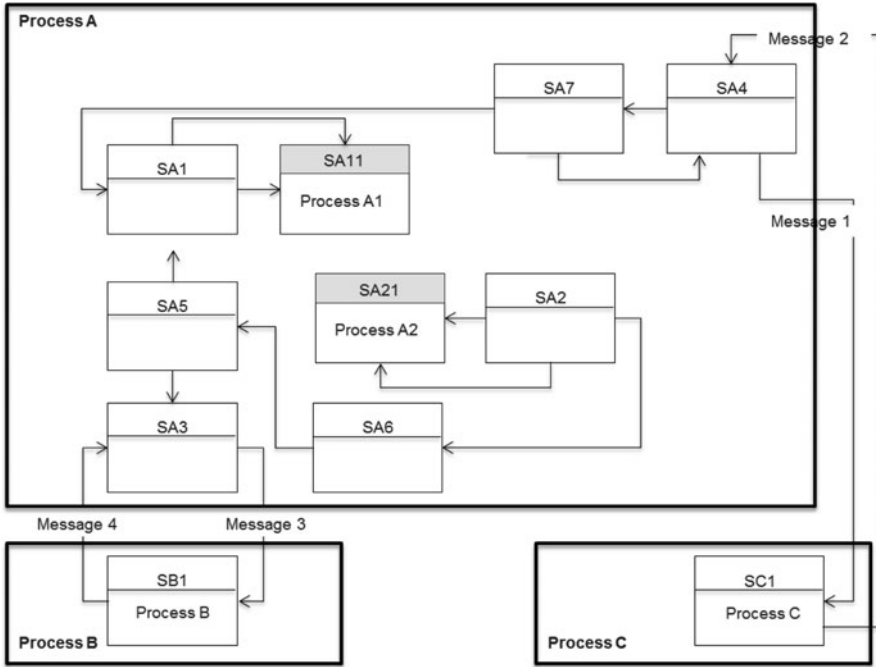 Process A
Message 2
SA7
SA4
SA1
SA11
Process A1
Message 1
SA5
SA21
Process A2
SA2
SA3
SA6
Message 4
Message 3
SB1
Process B
Process B
SC1
Process C
Process C